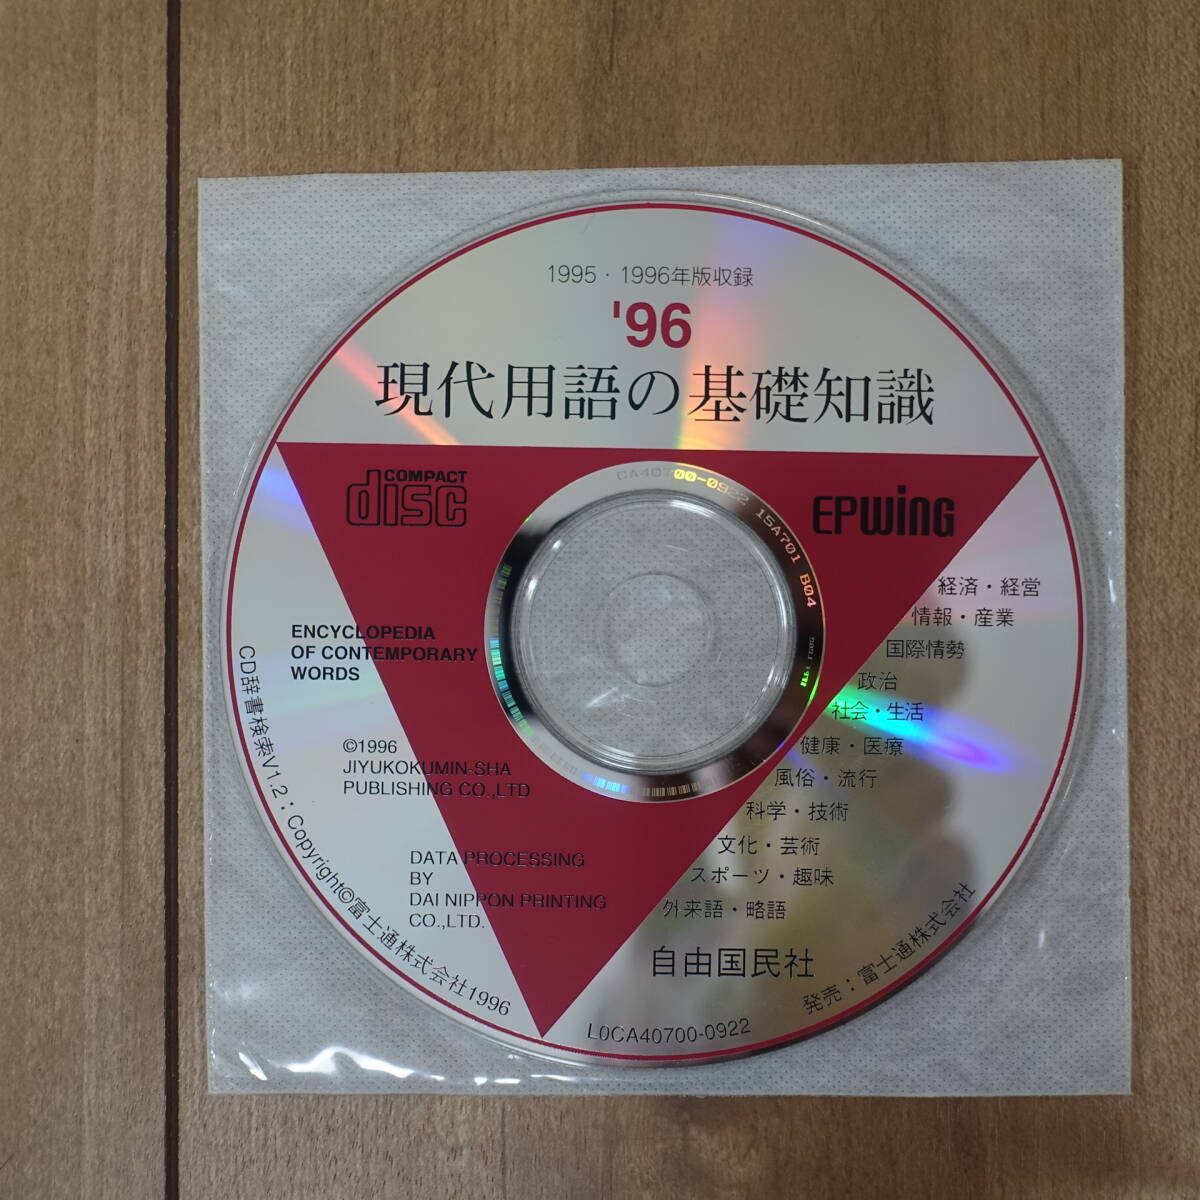 1995・1996年版収録
'96
現代用語の基礎知識
COMPACT
disc
EPWING
CA40700-0922 15A701 B04
ENCYCLOPEDIA
OF CONTEMPORARY
WORDS
©1996
JIYUKOKUMIN-SHA
PUBLISHING CO.,LTD
DATA PROCESSING
BY
DAI NIPPON PRINTING
CO.,LTD.
経済・経営
情報・産業
国際情勢
政治
社会・生活
健康・医療
風俗・流行
科学・技術
文化・芸術
スポーツ・趣味
外来語・略語
自由国民社
CD辞書検索V1.2：Copyright©富士通株式会社1996
L0CA40700-0922
発売：富士通株式会社